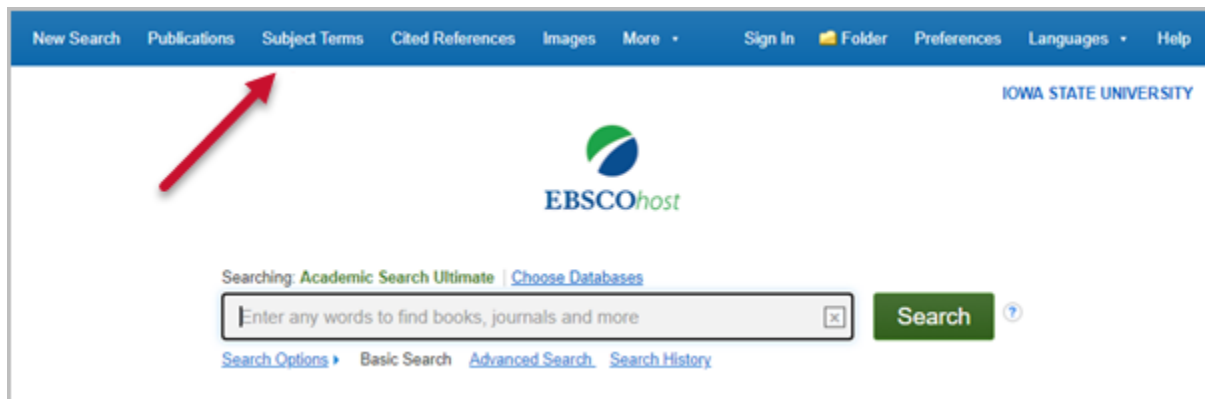 New Search Publications Subject Terms Cited References Images More Sign In Folder Preferences Languages Help
IOWA STATE UNIVERSITY
EBSCOhost
Searching: Academic Search Ultimate | Choose Databases
Enter any words to find books, journals and more
Search ?
Search Options Basic Search Advanced Search Search History